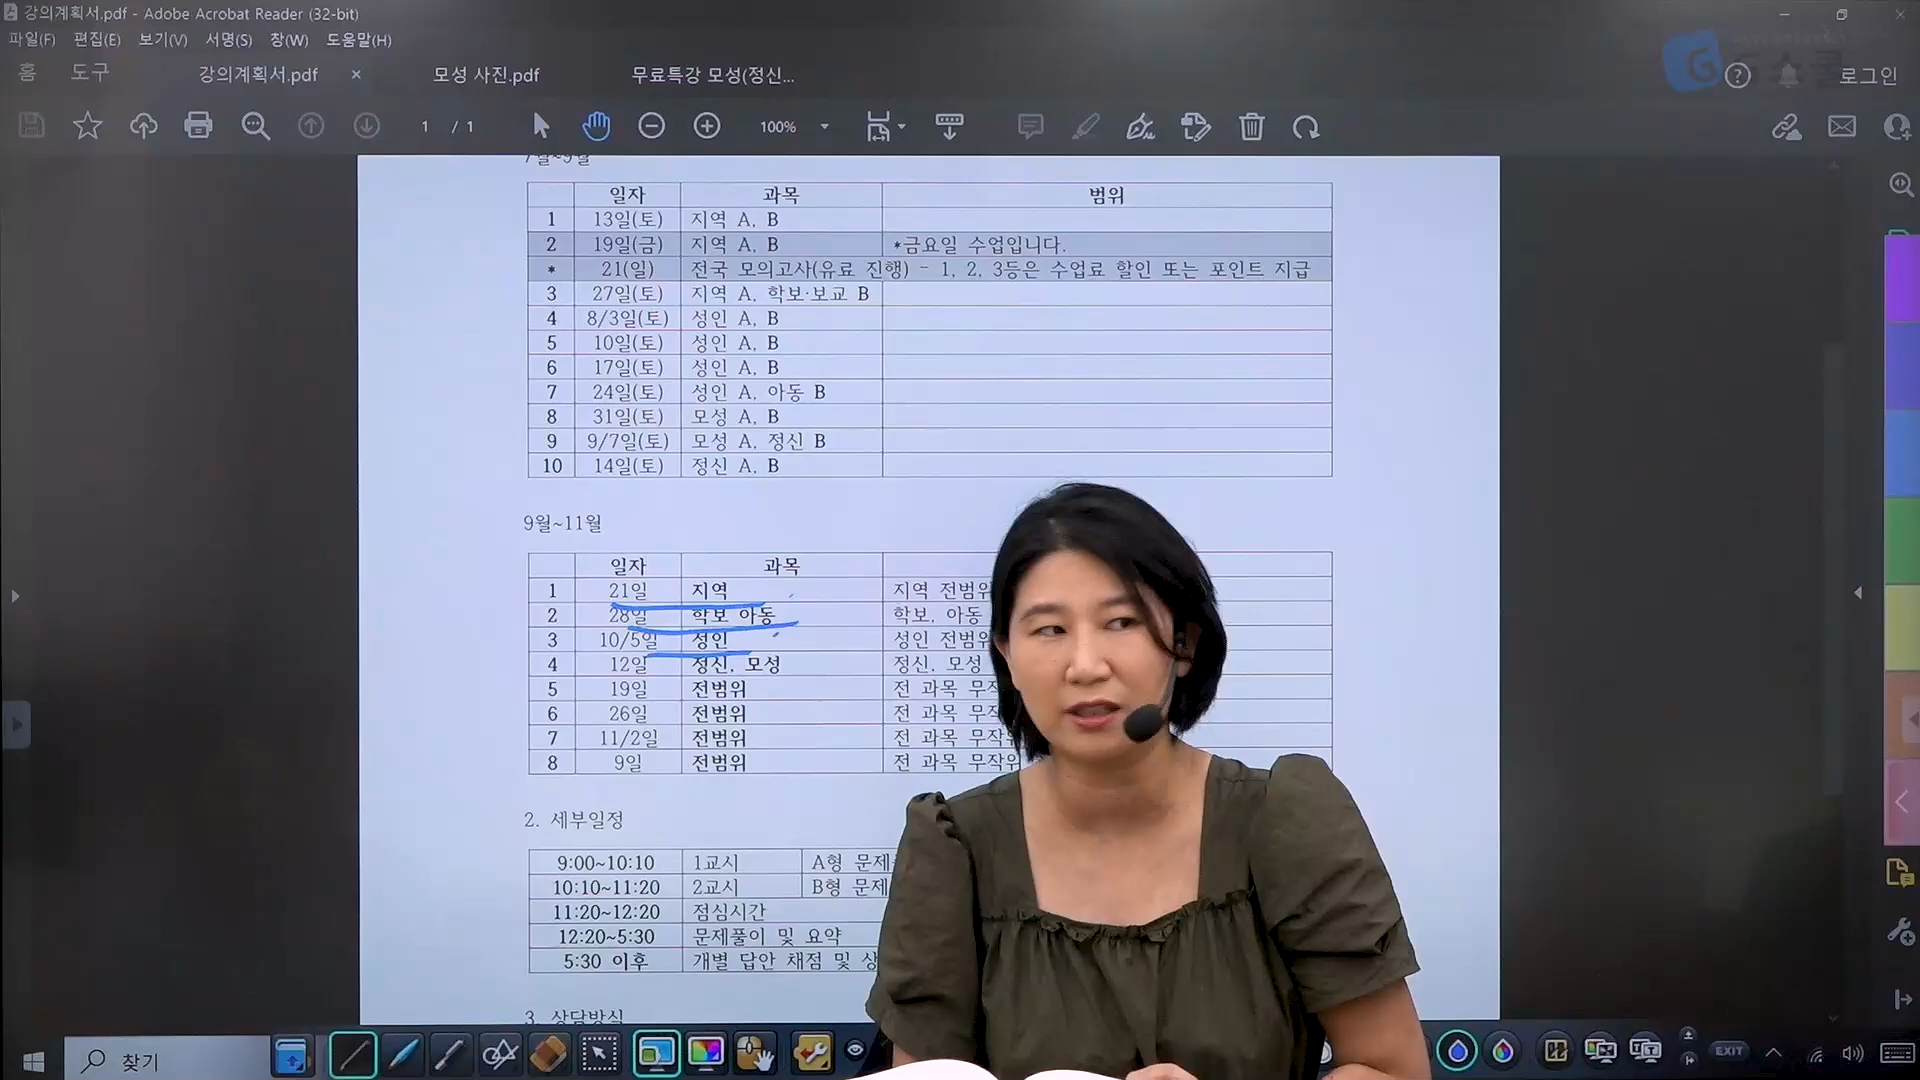 강의계획서.pdf - Adobe Acrobat Reader (32-bit)
파일(F) 편집(E) 보기(V) 서명(S) 창(W) 도움말(H)
홈 도구 강의계획서.pdf × 모성 사진.pdf 무료특강 모성(정신... 로그인
1 / 1 100%
7월~9월
일자 과목 범위
1 13일(토) 지역 A, B
2 19일(금) 지역 A, B *금요일 수업입니다.
* 21(일) 전국 모의고사(유료 진행) - 1, 2, 3등은 수업료 할인 또는 포인트 지급
3 27일(토) 지역 A, 학보·보교 B
4 8/3일(토) 성인 A, B
5 10일(토) 성인 A, B
6 17일(토) 성인 A, B
7 24일(토) 성인 A, 아동 B
8 31일(토) 모성 A, B
9 9/7일(토) 모성 A, 정신 B
10 14일(토) 정신 A, B
9월~11월
일자 과목
1 21일 지역 지역 전범위
2 28일 학보 아동 학보, 아동
3 10/5일 성인 성인 전범위
4 12일 정신, 모성 정신, 모성
5 19일 전범위 전 과목 무작
6 26일 전범위 전 과목 무작
7 11/2일 전범위 전 과목 무작위
8 9일 전범위 전 과목 무작위
2. 세부일정
9:00~10:10 1교시 A형 문제
10:10~11:20 2교시 B형 문제
11:20~12:20 점심시간
12:20~5:30 문제풀이 및 요약
5:30 이후 개별 답안 채점 및 상
3. 상담방식
찾기 EXIT